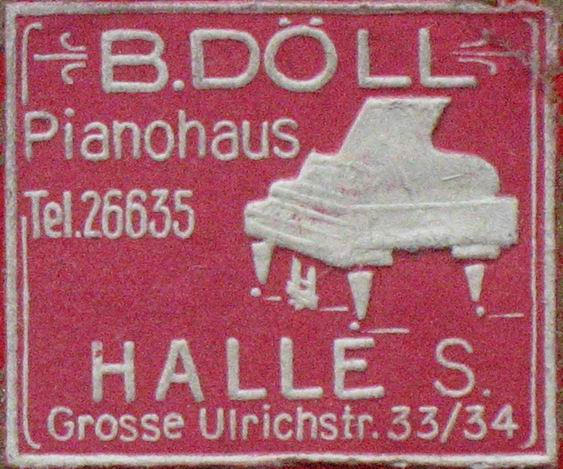 B. DÖLL
Pianohaus
Tel. 26635
HALLE S.
Grosse Ulrichstr. 33/34